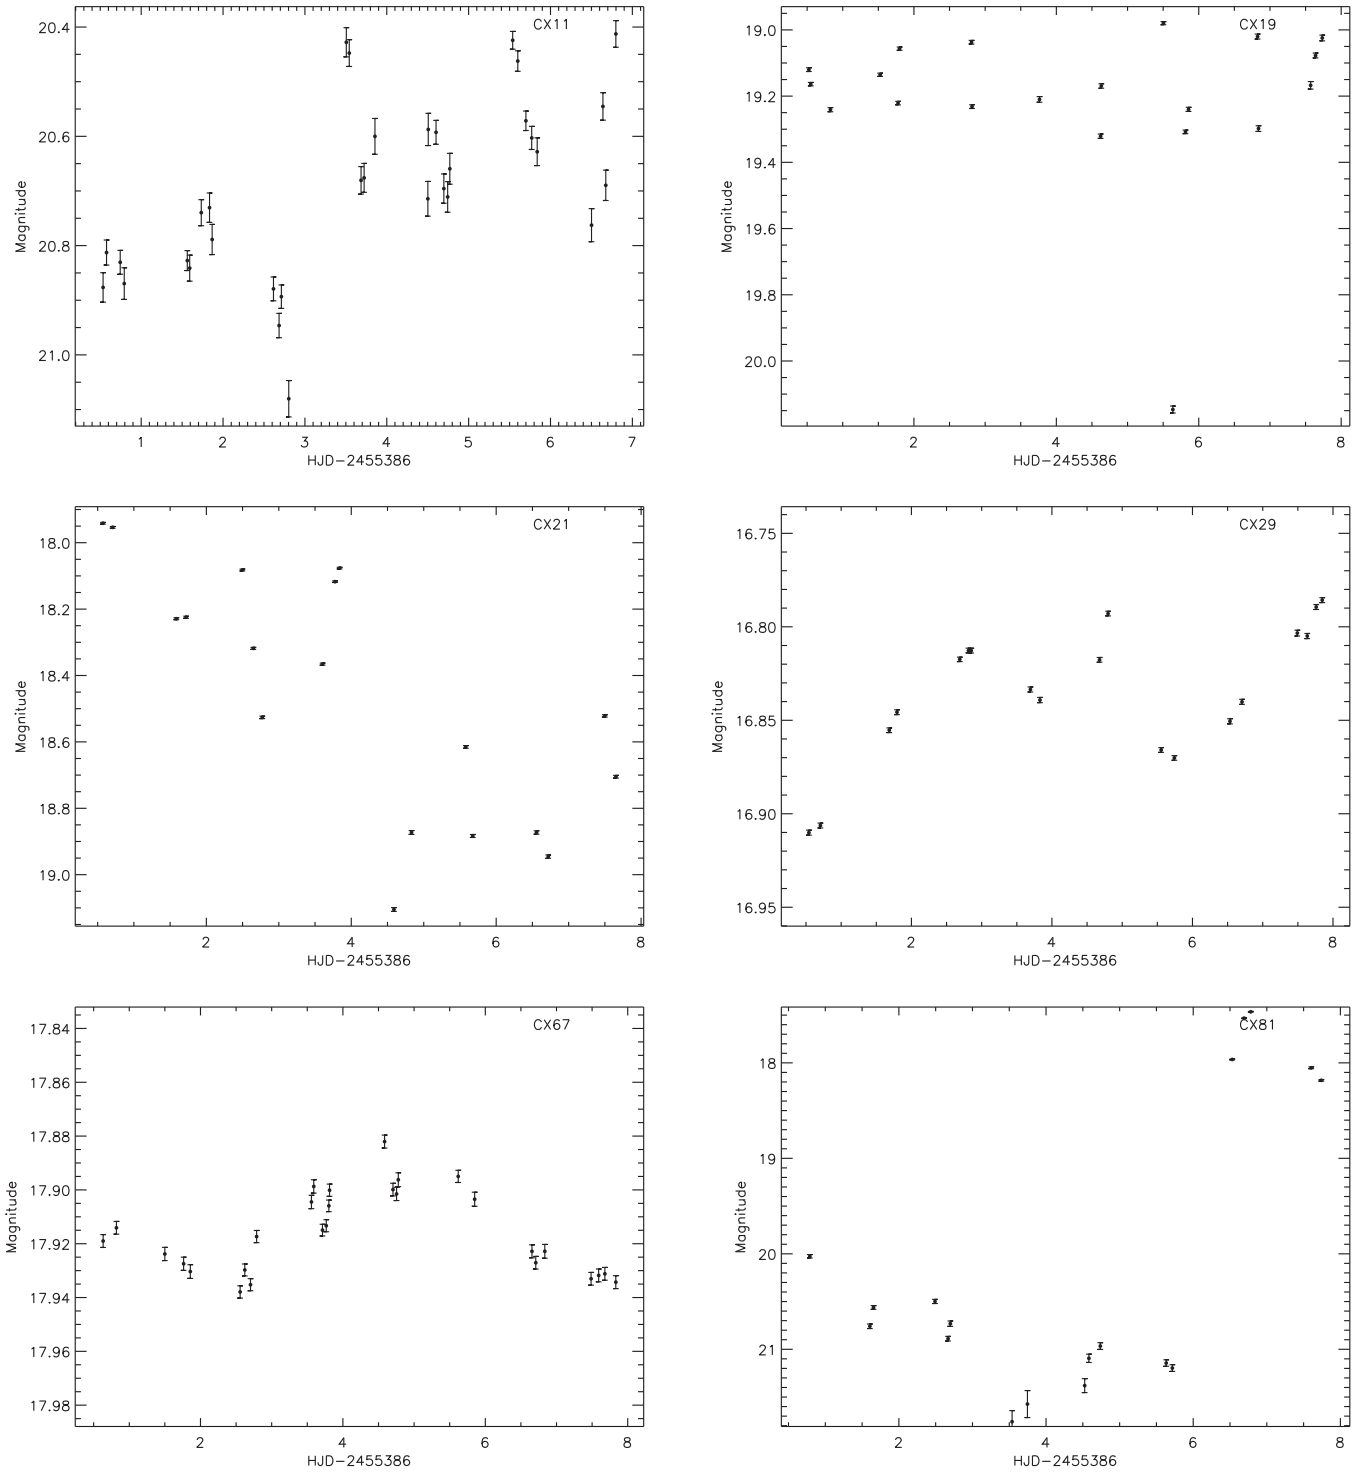 CX11
20.4
20.6
20.8
21.0
Magnitude
1 2 3 4 5 6 7
HJD-2455386
CX19
19.0
19.2
19.4
19.6
19.8
20.0
Magnitude
2 4 6 8
HJD-2455386
CX21
18.0
18.2
18.4
18.6
18.8
19.0
Magnitude
2 4 6 8
HJD-2455386
CX29
16.75
16.80
16.85
16.90
16.95
Magnitude
2 4 6 8
HJD-2455386
CX67
17.84
17.86
17.88
17.90
17.92
17.94
17.96
17.98
Magnitude
2 4 6 8
HJD-2455386
CX81
18
19
20
21
Magnitude
2 4 6 8
HJD-2455386